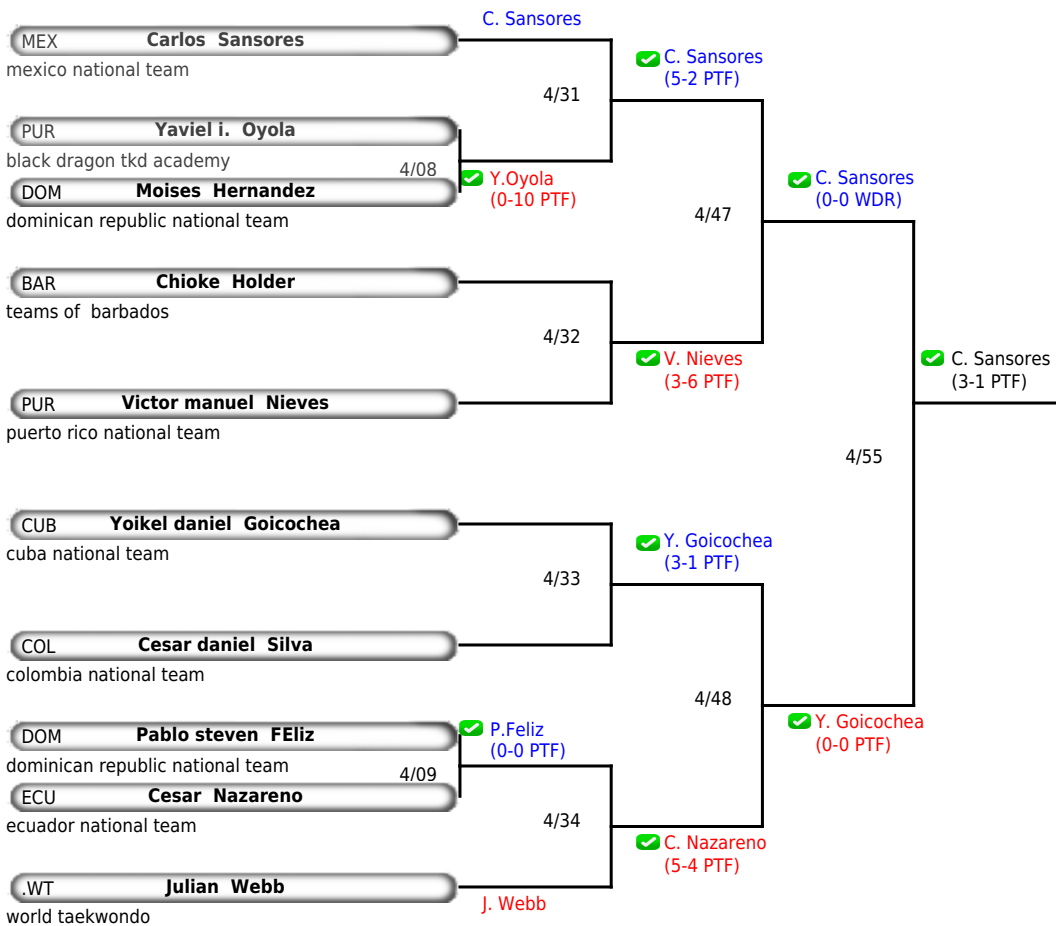 C. Sansores
MEX Carlos Sansores
mexico national team
C. Sansores
(5-2 PTF)
4/31
PUR Yaviel i. Oyola
black dragon tkd academy
4/08
Y.Oyola
(0-10 PTF)
DOM Moises Hernandez
dominican republic national team
C. Sansores
(0-0 WDR)
4/47
BAR Chioke Holder
teams of barbados
4/32
V. Nieves
(3-6 PTF)
C. Sansores
(3-1 PTF)
PUR Victor manuel Nieves
puerto rico national team
4/55
CUB Yoikel daniel Goicochea
cuba national team
Y. Goicochea
(3-1 PTF)
4/33
COL Cesar daniel Silva
colombia national team
4/48
Y. Goicochea
(0-0 PTF)
DOM Pablo steven FEliz
dominican republic national team
P.Feliz
(0-0 PTF)
4/09
ECU Cesar Nazareno
ecuador national team
4/34
C. Nazareno
(5-4 PTF)
.WT Julian Webb
world taekwondo
J. Webb